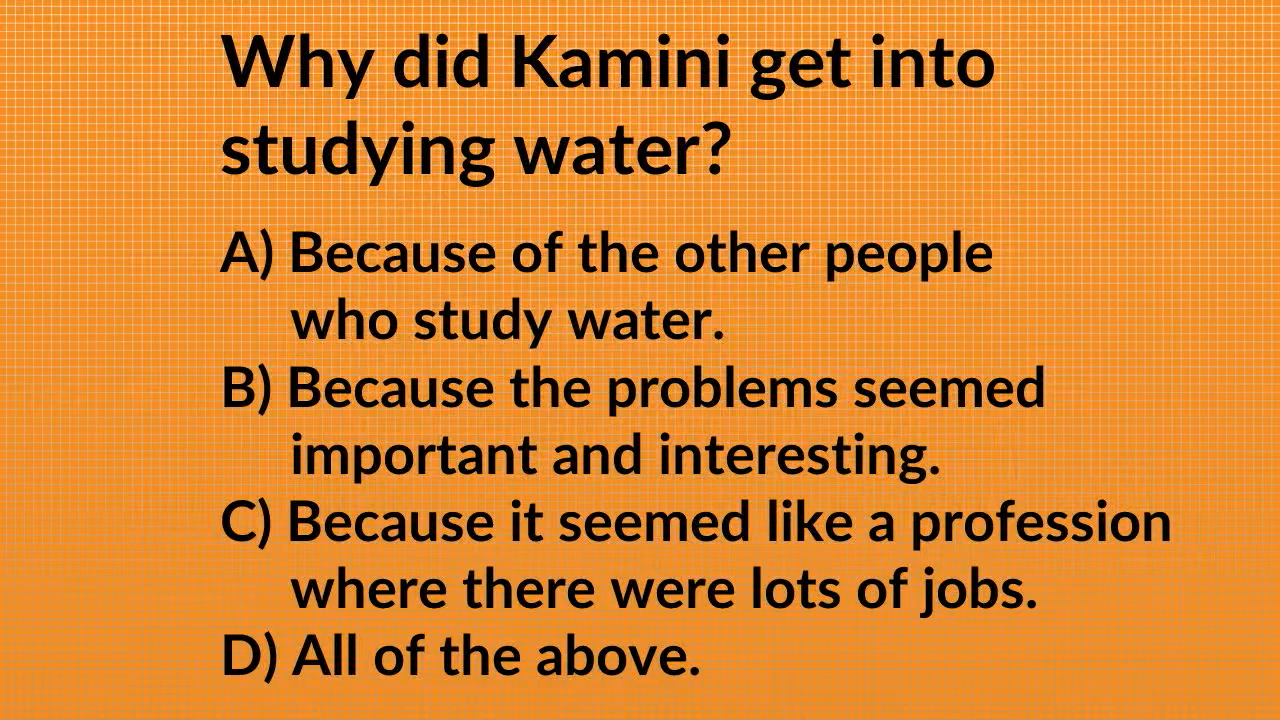 Why did Kamini get into
studying water?
A) Because of the other people
who study water.
B) Because the problems seemed
important and interesting.
C) Because it seemed like a profession
where there were lots of jobs.
D) All of the above.